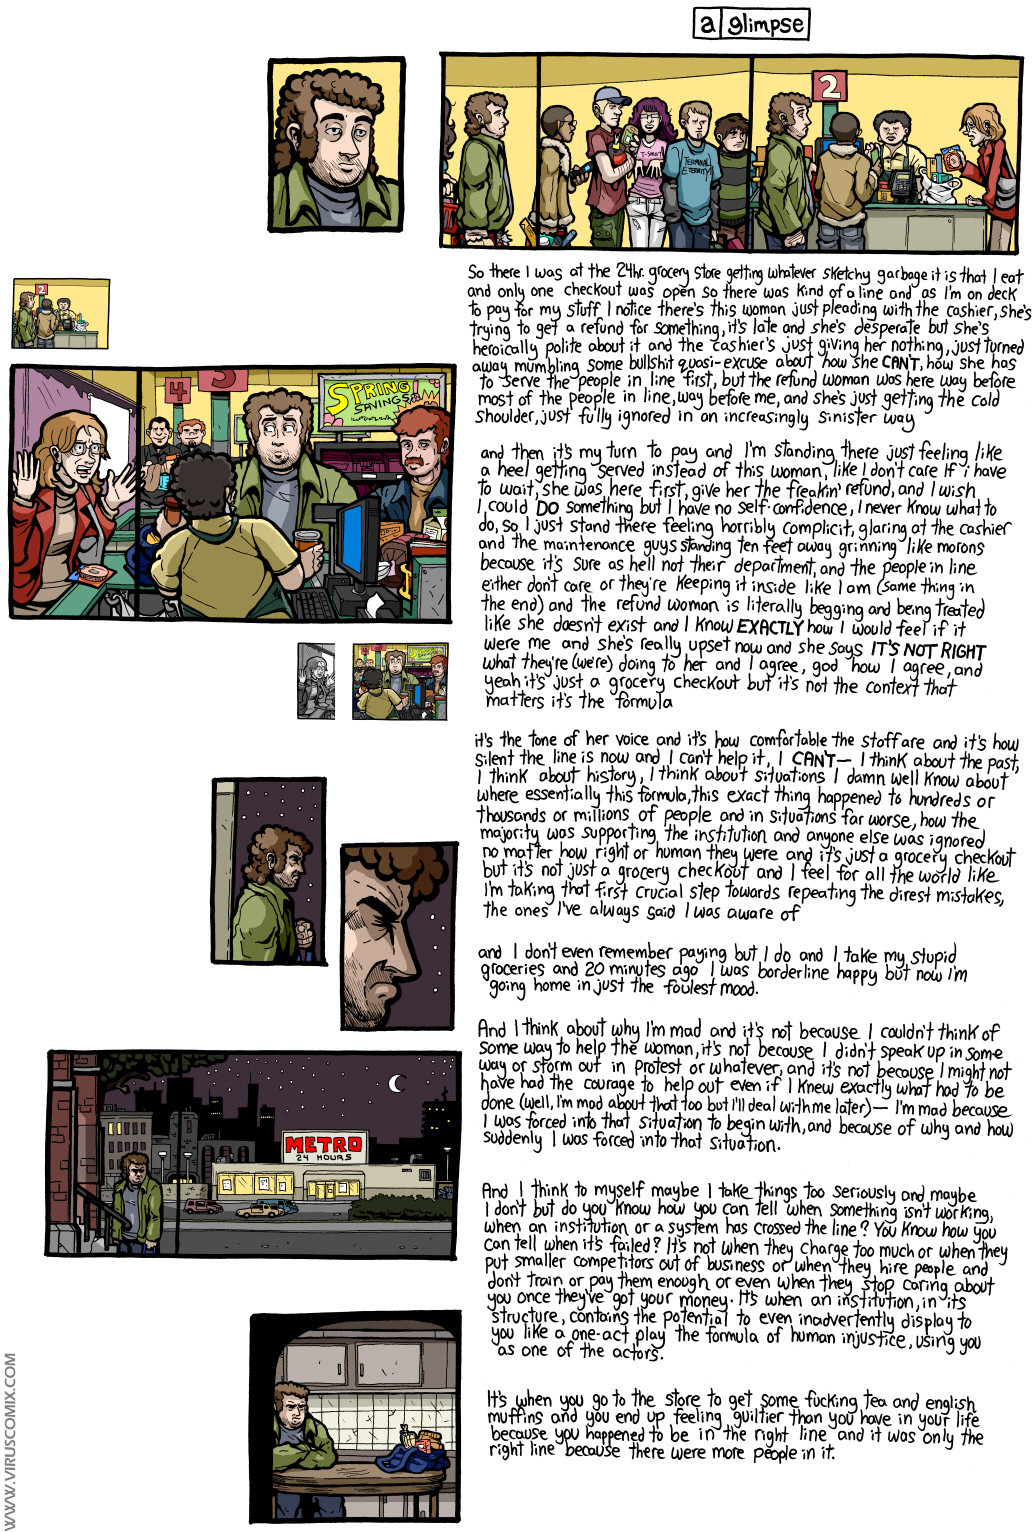 a glimpse
2
T-SHIRT
TERMINAL
ETERNITY
So there I was at the 24hr. grocery store getting whatever sketchy garbage it is that I eat
and only one checkout was open so there was kind of a line and as I'm on deck
to pay for my stuff I notice there's this woman just pleading with the cashier, she's
trying to get a refund for something, it's late and she's desperate but she's
heroically polite about it and the cashier's just giving her nothing, just turned
away mumbling some bullshit quasi-excuse about how she CAN'T, how she has
to serve the people in line first, but the refund woman was here way before
most of the people in line, way before me, and she's just getting the cold
shoulder, just fully ignored in an increasingly sinister way
2
4
3
SPRING
SAVINGS!
and then it's my turn to pay and I'm standing there just feeling like
a heel getting served instead of this woman, like I don't care if i have
to wait, she was here first, give her the freakin' refund, and I wish
I could DO something but I have no self-confidence, I never know what to
do, so I just stand there feeling horribly complicit, glaring at the cashier
and the maintenance guys standing ten feet away grinning like morons
because it's sure as hell not their department, and the people in line
either don't care or they're keeping it inside like I am (same thing in
the end) and the refund woman is literally begging and being treated
like she doesn't exist and I know EXACTLY how I would feel if it
were me and she's really upset now and she says IT'S NOT RIGHT
what they're (we're) doing to her and I agree, god how I agree, and
yeah it's just a grocery checkout but it's not the context that
matters it's the formula
it's the tone of her voice and it's how comfortable the staff are and it's how
silent the line is now and I can't help it, I CAN'T— I think about the past,
I think about history, I think about situations I damn well know about
where essentially this formula, this exact thing happened to hundreds or
thousands or millions of people and in situations far worse, how the
majority was supporting the institution and anyone else was ignored
no matter how right or human they were and it's just a grocery checkout
but it's not just a grocery checkout and I feel for all the world like
I'm taking that first crucial step towards repeating the direst mistakes,
the ones I've always said I was aware of
and I don't even remember paying but I do and I take my stupid
groceries and 20 minutes ago I was borderline happy but now I'm
going home in just the foulest mood.
And I think about why I'm mad and it's not because I couldn't think of
some way to help the woman, it's not because I didn't speak up in some
way or storm out in protest or whatever, and it's not because I might not
have had the courage to help out even if I knew exactly what had to be
done (well, I'm mad about that too but I'll deal with me later)— I'm mad because
I was forced into that situation to begin with, and because of why and how
suddenly I was forced into that situation.
METRO
24 HOURS
And I think to myself maybe I take things too seriously and maybe
I don't but do you know how you can tell when something isn't working,
when an institution or a system has crossed the line? You know how you
can tell when it's failed? It's not when they charge too much or when they
put smaller competitors out of business or when they hire people and
don't train or pay them enough or even when they stop caring about
you once they've got your money. It's when an institution, in its
structure, contains the potential to even inadvertently display to
you like a one-act play the formula of human injustice, using you
as one of the actors.
It's when you go to the store to get some fucking tea and english
muffins and you end up feeling guiltier than you have in your life
because you happened to be in the right line and it was only the
right line because there were more people in it.
WWW.VIRUSCOMIX.COM